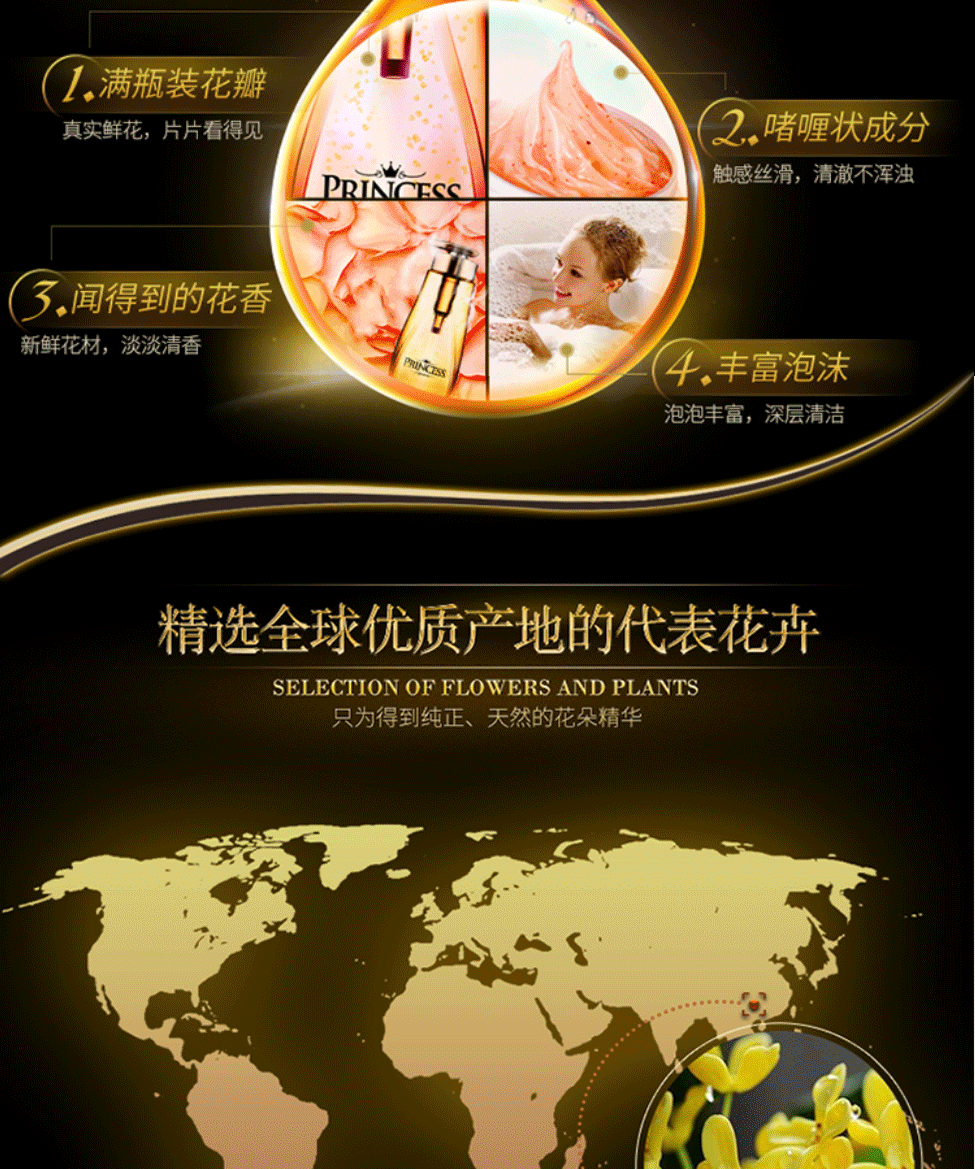 1.满瓶装花瓣
真实鲜花，片片看得见
2.啫喱状成分
触感丝滑，清澈不浑浊
PRINCESS
3.闻得到的花香
新鲜花材，淡淡清香
PRINCESS
4.丰富泡沫
泡泡丰富，深层清洁
精选全球优质产地的代表花卉
SELECTION OF FLOWERS AND PLANTS
只为得到纯正、天然的花朵精华